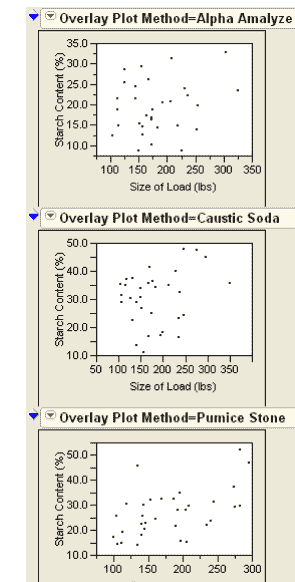 Overlay Plot Method=Alpha Analyze
Starch Content (%)
35.0
30.0
25.0
20.0
15.0
10.0
100 150 200 250 300 350
Size of Load (lbs)
Overlay Plot Method=Caustic Soda
Starch Content (%)
50.0
40.0
30.0
20.0
10.0
50 100 150 200 250 300 350
Size of Load (lbs)
Overlay Plot Method=Pumice Stone
Starch Content (%)
50.0
40.0
30.0
20.0
10.0
100 150 200 250 300